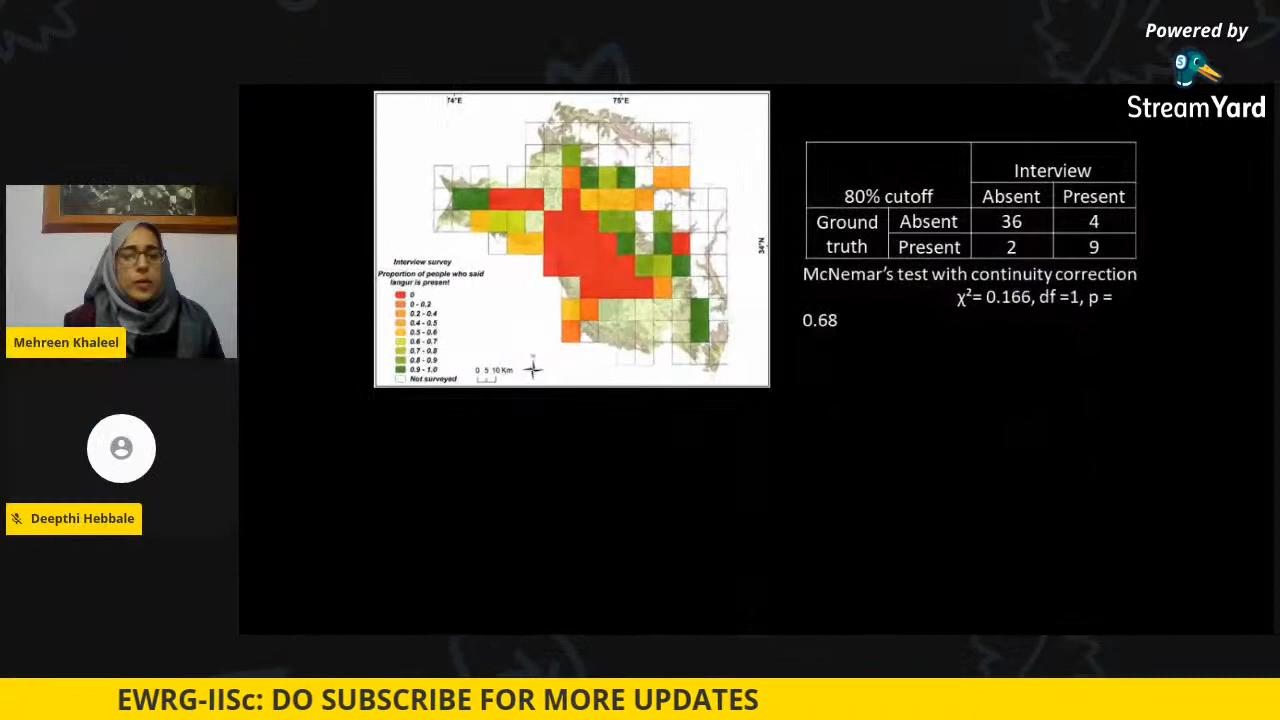 Powered by
StreamYard
74°E
75°E
34°N
Interview survey
Proportion of people who said
langur is present
0
0 - 0.2
0.2 - 0.4
0.4 - 0.5
0.5 - 0.6
0.6 - 0.7
0.7 - 0.8
0.8 - 0.9
0.9 - 1.0
Not surveyed
0 5 10 Km
N
Interview
80% cutoff Absent Present
Ground Absent 36 4
truth Present 2 9
McNemar's test with continuity correction
χ²= 0.166, df =1, p =
0.68
Mehreen Khaleel
Deepthi Hebbale
EWRG-IISc: DO SUBSCRIBE FOR MORE UPDATES